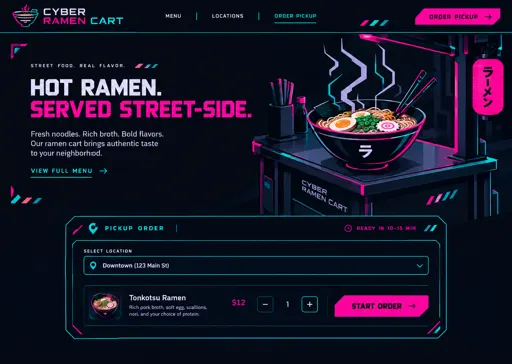 CYBER
RAMEN CART
MENU
LOCATIONS
ORDER PICKUP
ORDER PICKUP →
STREET FOOD. REAL FLAVOR.
HOT RAMEN.
SERVED STREET-SIDE.
Fresh noodles. Rich broth. Bold flavors.
Our ramen cart brings authentic taste
to your neighborhood.
VIEW FULL MENU →
ラーメン
ラ
CYBER
RAMEN CART
PICKUP ORDER
READY IN 10–15 MIN
SELECT LOCATION
Downtown (123 Main St)
Tonkotsu Ramen
Rich pork broth, soft egg, scallions,
nori, and your choice of protein.
$12
− 1 +
START ORDER →